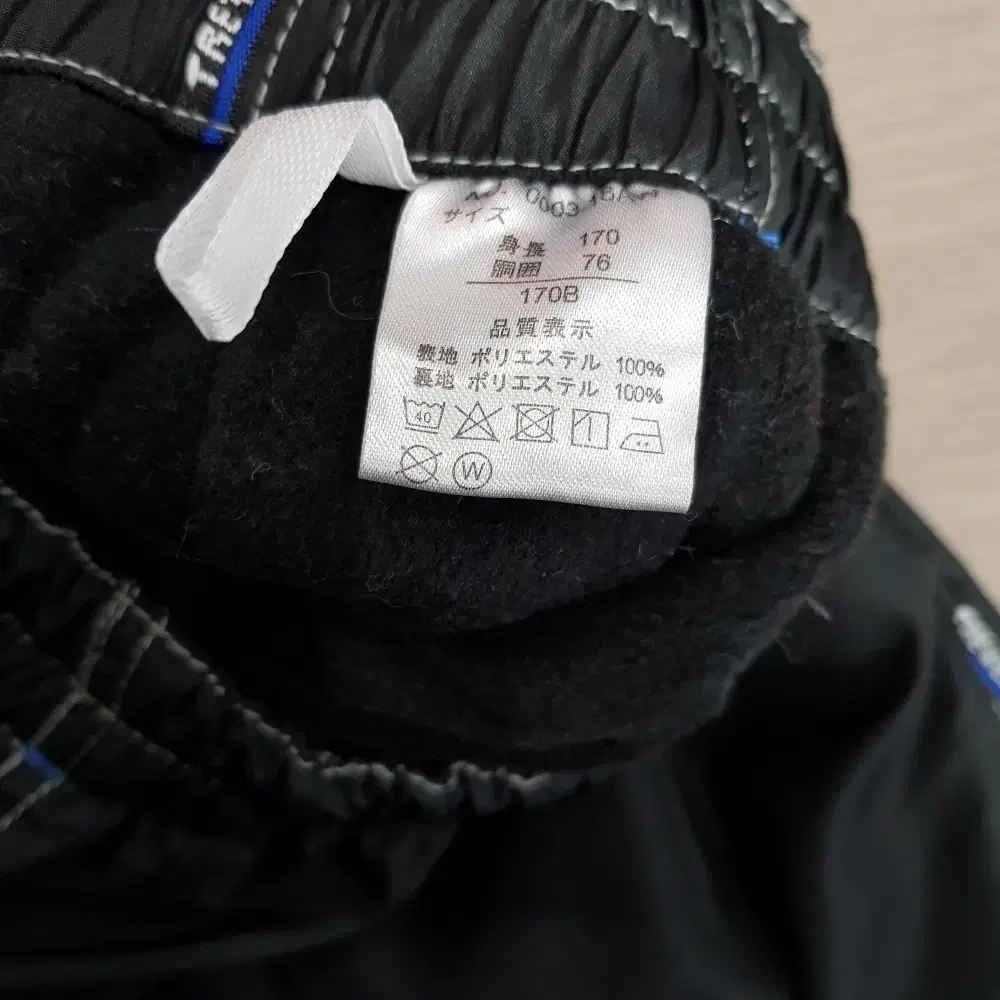 サイズ
身長 170
胴囲 76
170B
品質表示
表地 ポリエステル 100%
裏地 ポリエステル 100%
40
W